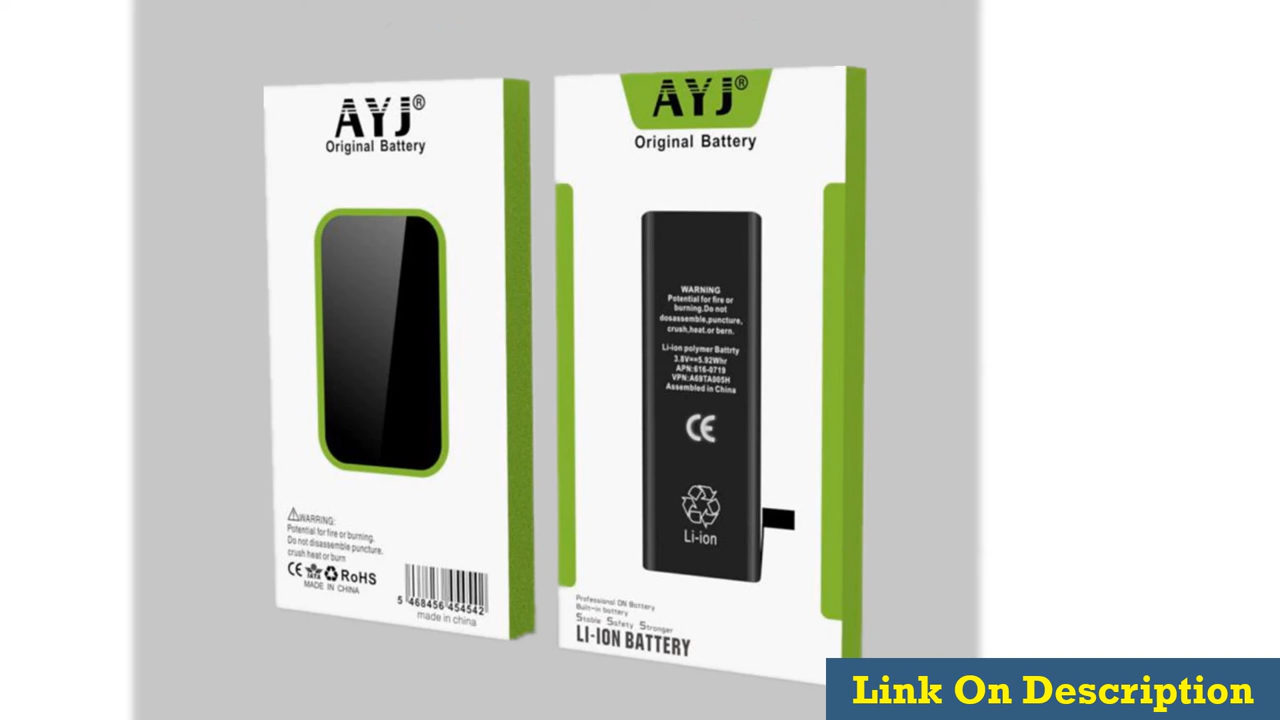 AYJ®
Original Battery
WARRING:
Potential for fire or burning.
Do not disassemble puncture.
crush heat or burn
CE IATA RoHS
MADE IN CHINA
5 468456 454542
made in china
AYJ®
Original Battery
WARNING
Potential for fire or
burning.Do not
dosassemble,puncture,
crush,heat.or bern.
Li-ion polymer Battrty
3.8V==5.92Whr
APN:616-0719
VPN:A69TA005H
Assembled in China
CE
Li-ion
Professional ON Battery
Built-in battery
Stable Safety Stronger
LI-ION BATTERY
Link On Description